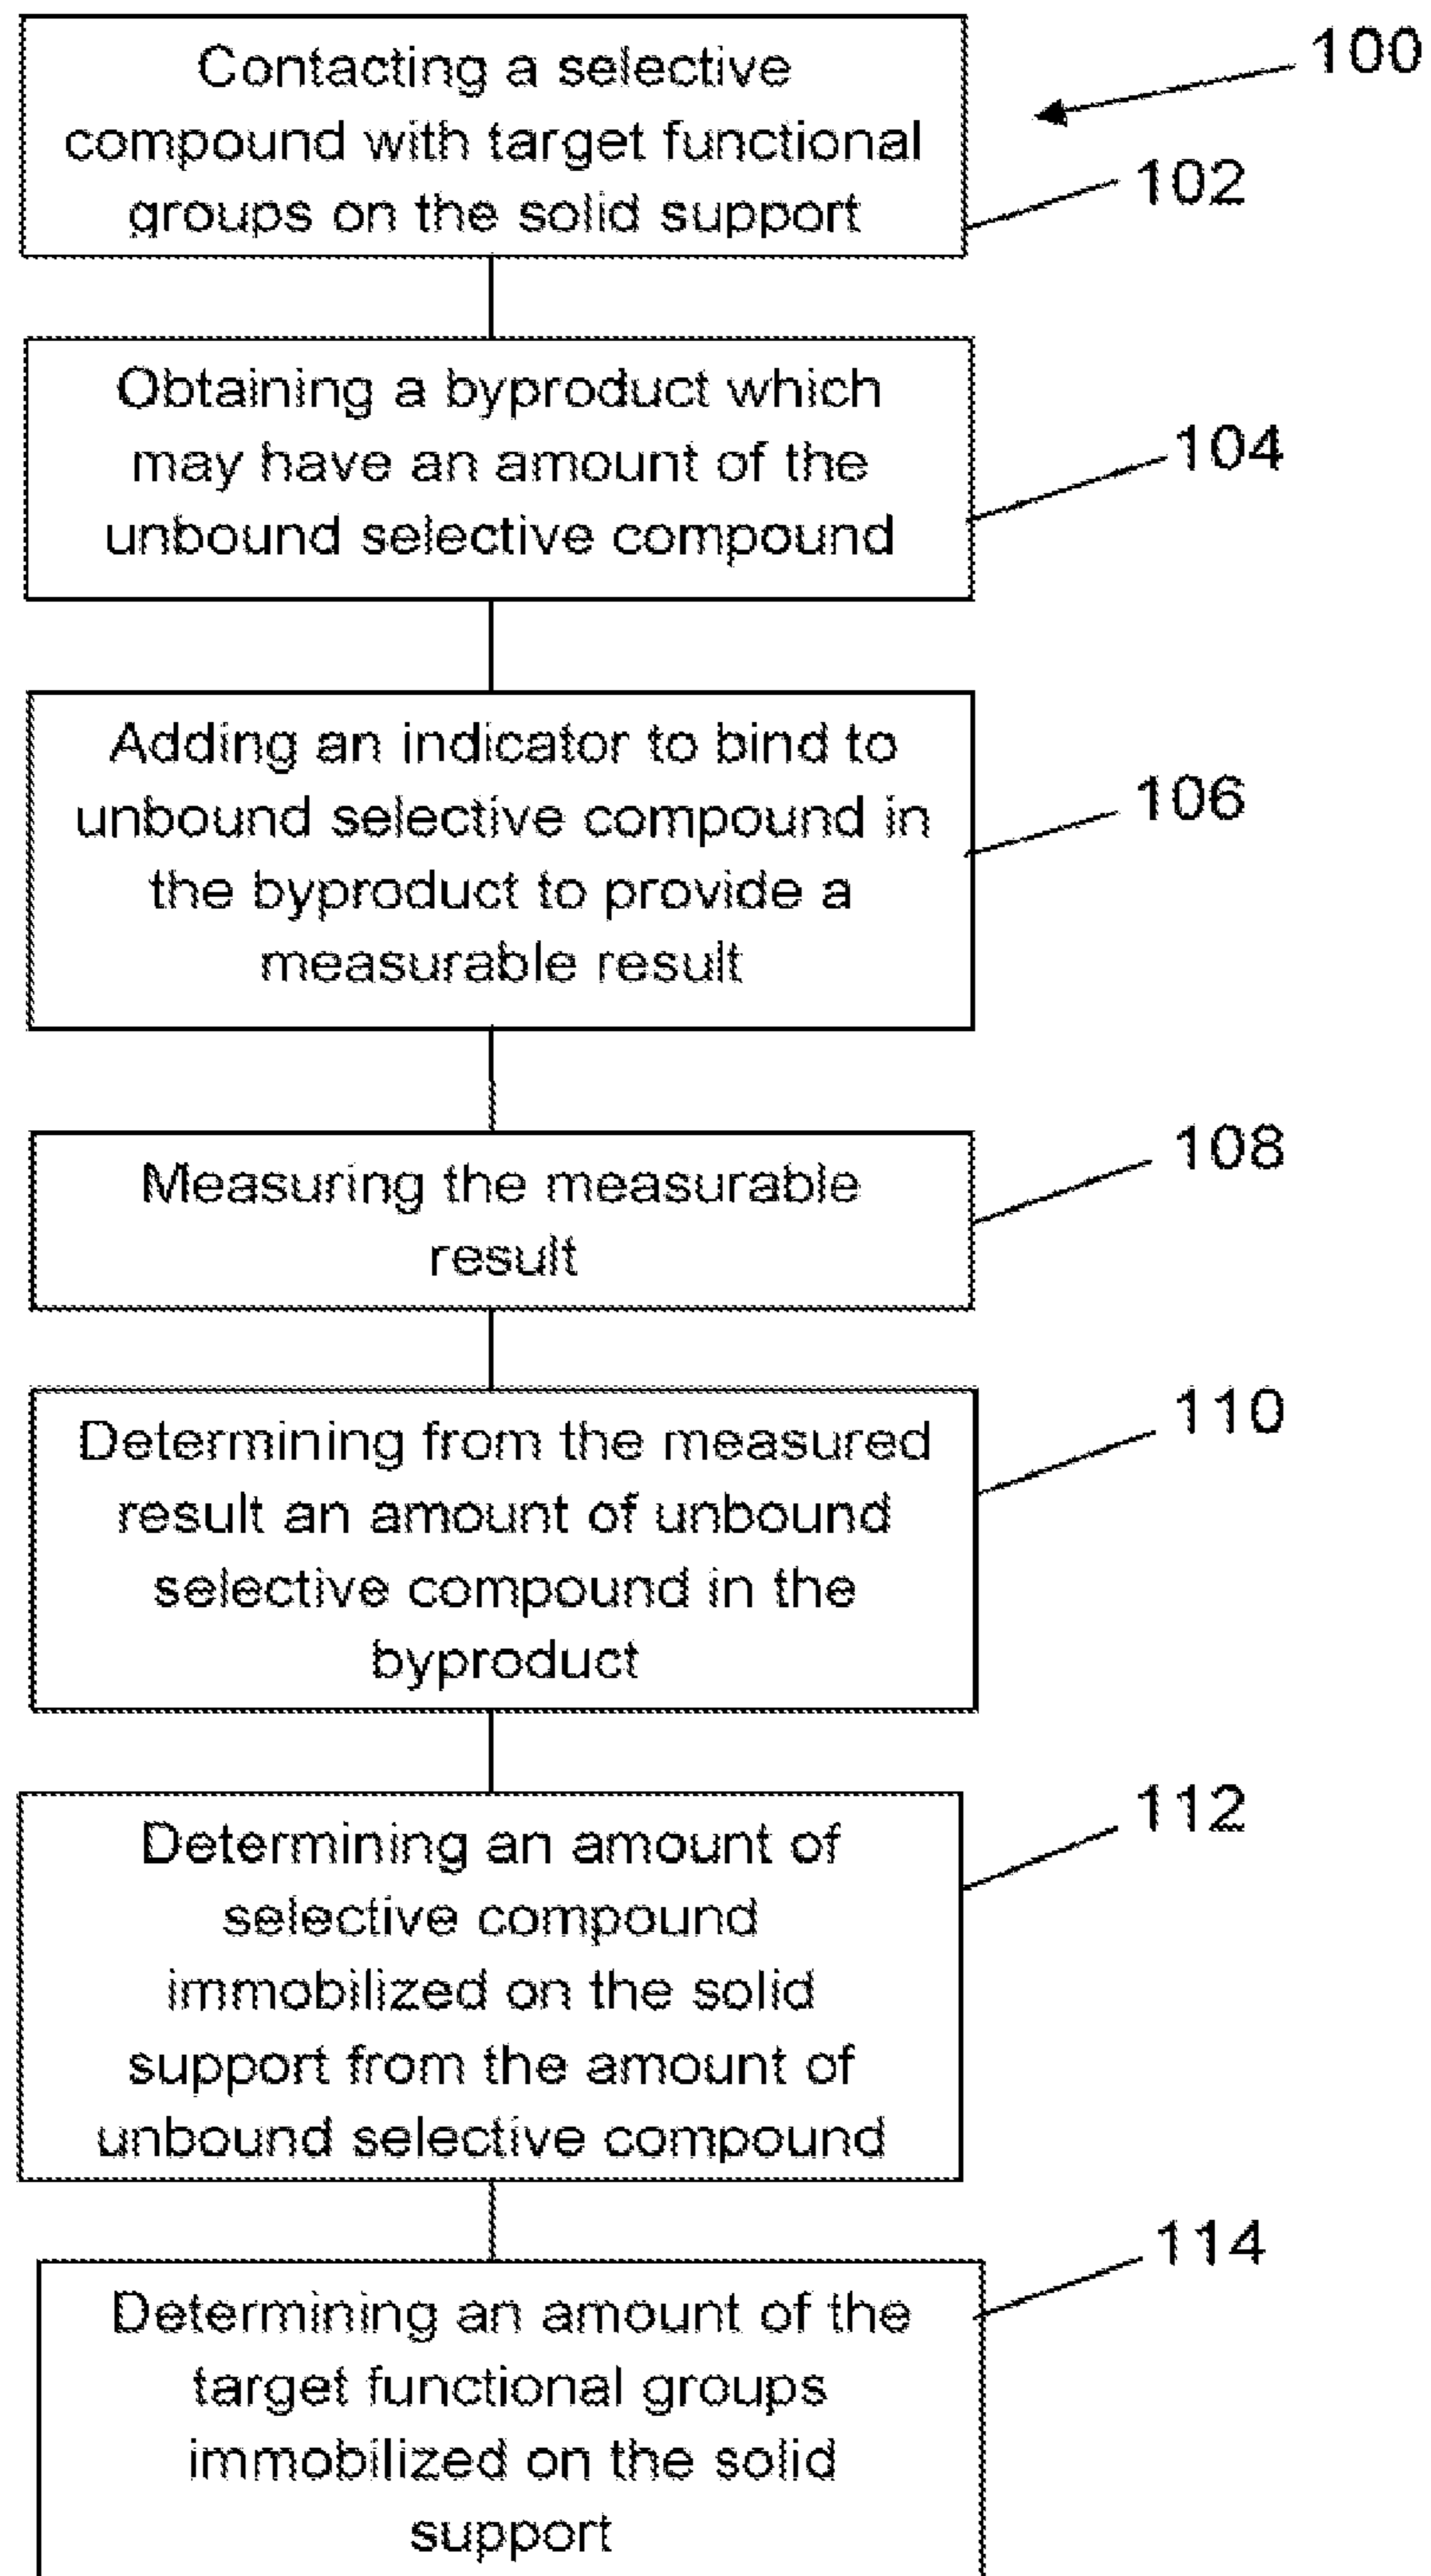 Contacting a selective
compound with target functional
groups on the solid support
100
102
Obtaining a byproduct which
may have an amount of the
unbound selective compound
104
Adding an indicator to bind to
unbound selective compound in
the byproduct to provide a
measurable result
106
Measuring the measurable
result
108
Determining from the measured
result an amount of unbound
selective compound in the
byproduct
110
Determining an amount of
selective compound
immobilized on the solid
support from the amount of
unbound selective compound
112
Determining an amount of the
target functional groups
immobilized on the solid
support
114